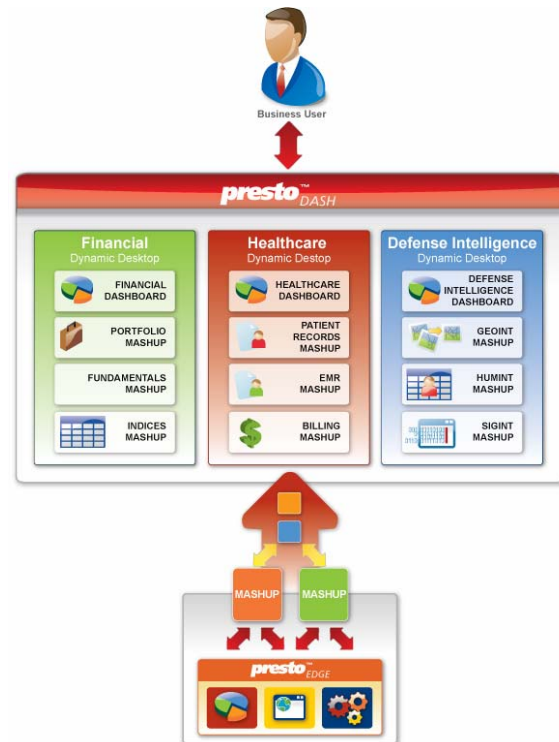 Business User
presto™ DASH
Financial
Dynamic Desktop
FINANCIAL
DASHBOARD
PORTFOLIO
MASHUP
FUNDAMENTALS
MASHUP
INDICES
MASHUP
Healthcare
Dynamic Destop
HEALTHCARE
DASHBOARD
PATIENT
RECORDS
MASHUP
EMR
MASHUP
BILLING
MASHUP
Defense Intelligence
Dynamic Desktop
DEFENSE
INTELLIGENCE
DASHBOARD
GEOINT
MASHUP
HUMINT
MASHUP
SIGINT
MASHUP
MASHUP
MASHUP
presto™ EDGE